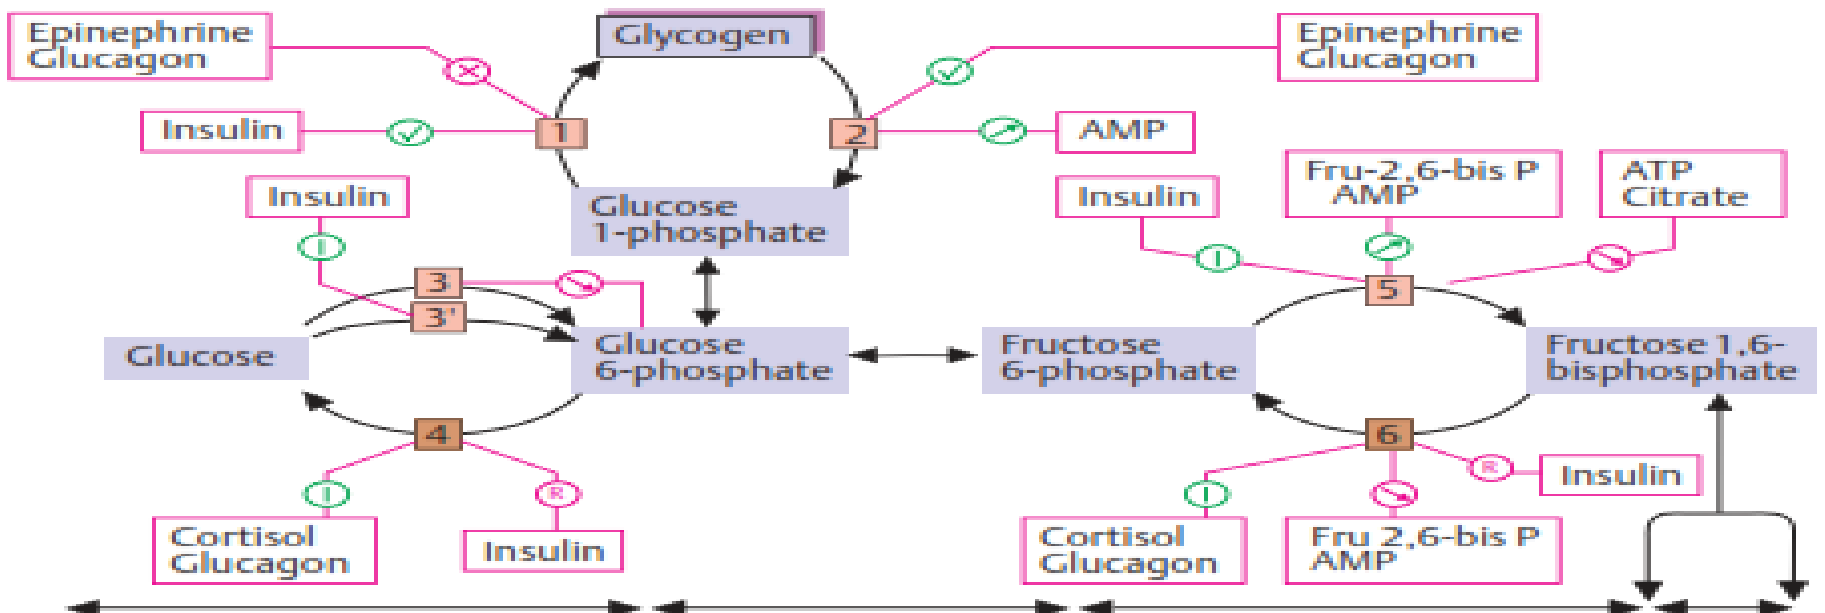 Epinephrine
Glucagon
Glycogen
Epinephrine
Glucagon
Insulin
1
2
AMP
Insulin
Glucose
1-phosphate
Insulin
Fru-2,6-bis P
AMP
ATP
Citrate
3
3'
5
Glucose
Glucose
6-phosphate
Fructose
6-phosphate
Fructose 1,6-
bisphosphate
4
6
R
Insulin
R
Cortisol
Glucagon
Insulin
Cortisol
Glucagon
Fru 2,6-bis P
AMP